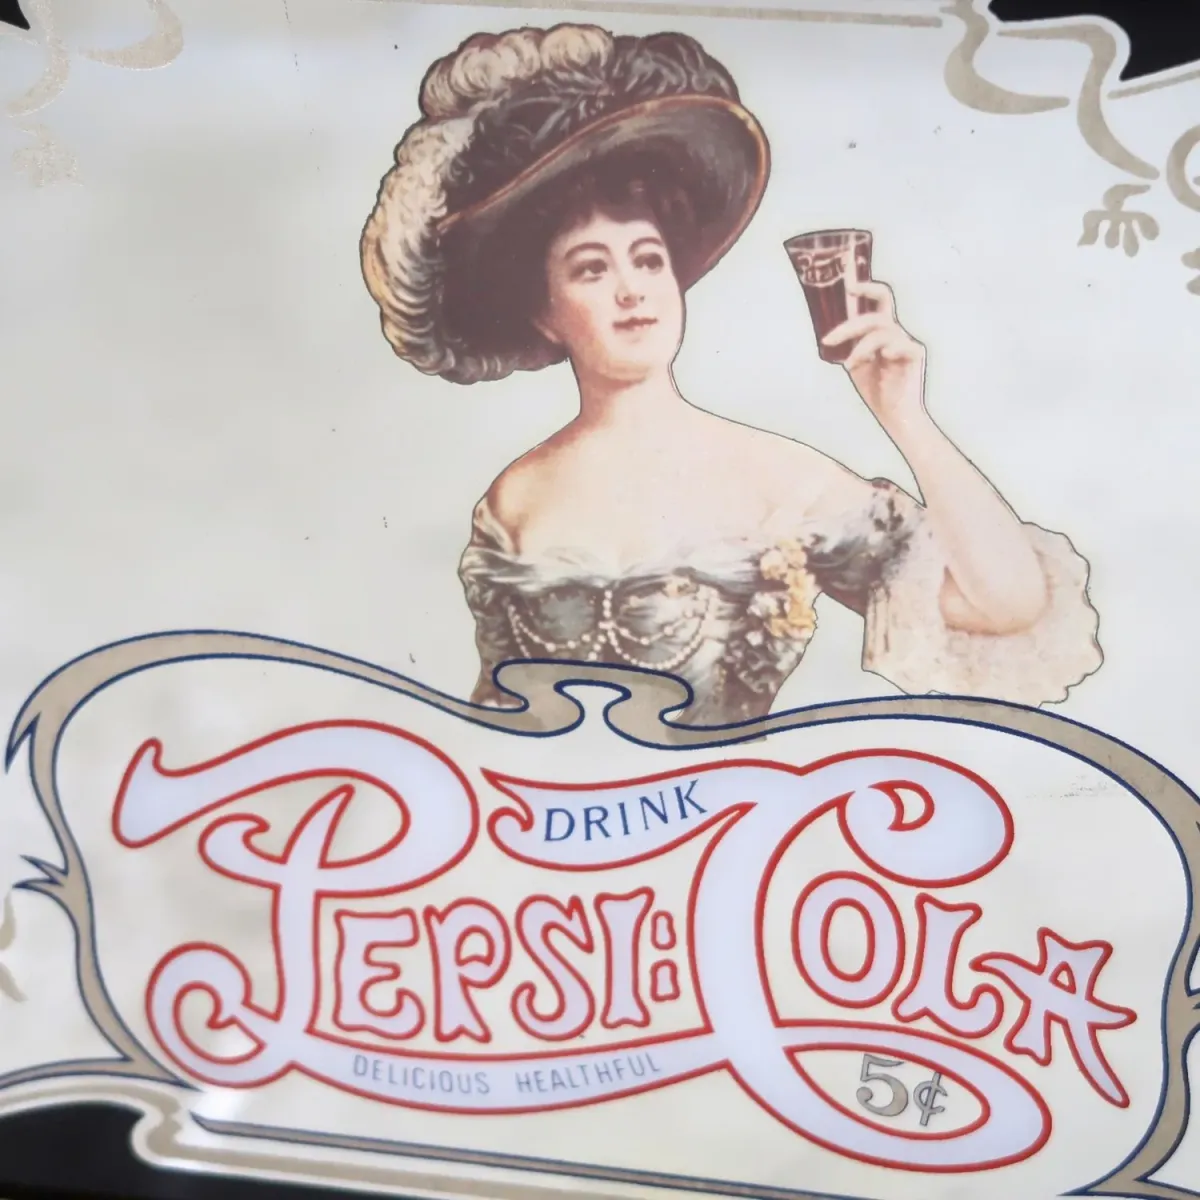 DRINK
PEPSI:COLA
DELICIOUS HEALTHFUL
5¢